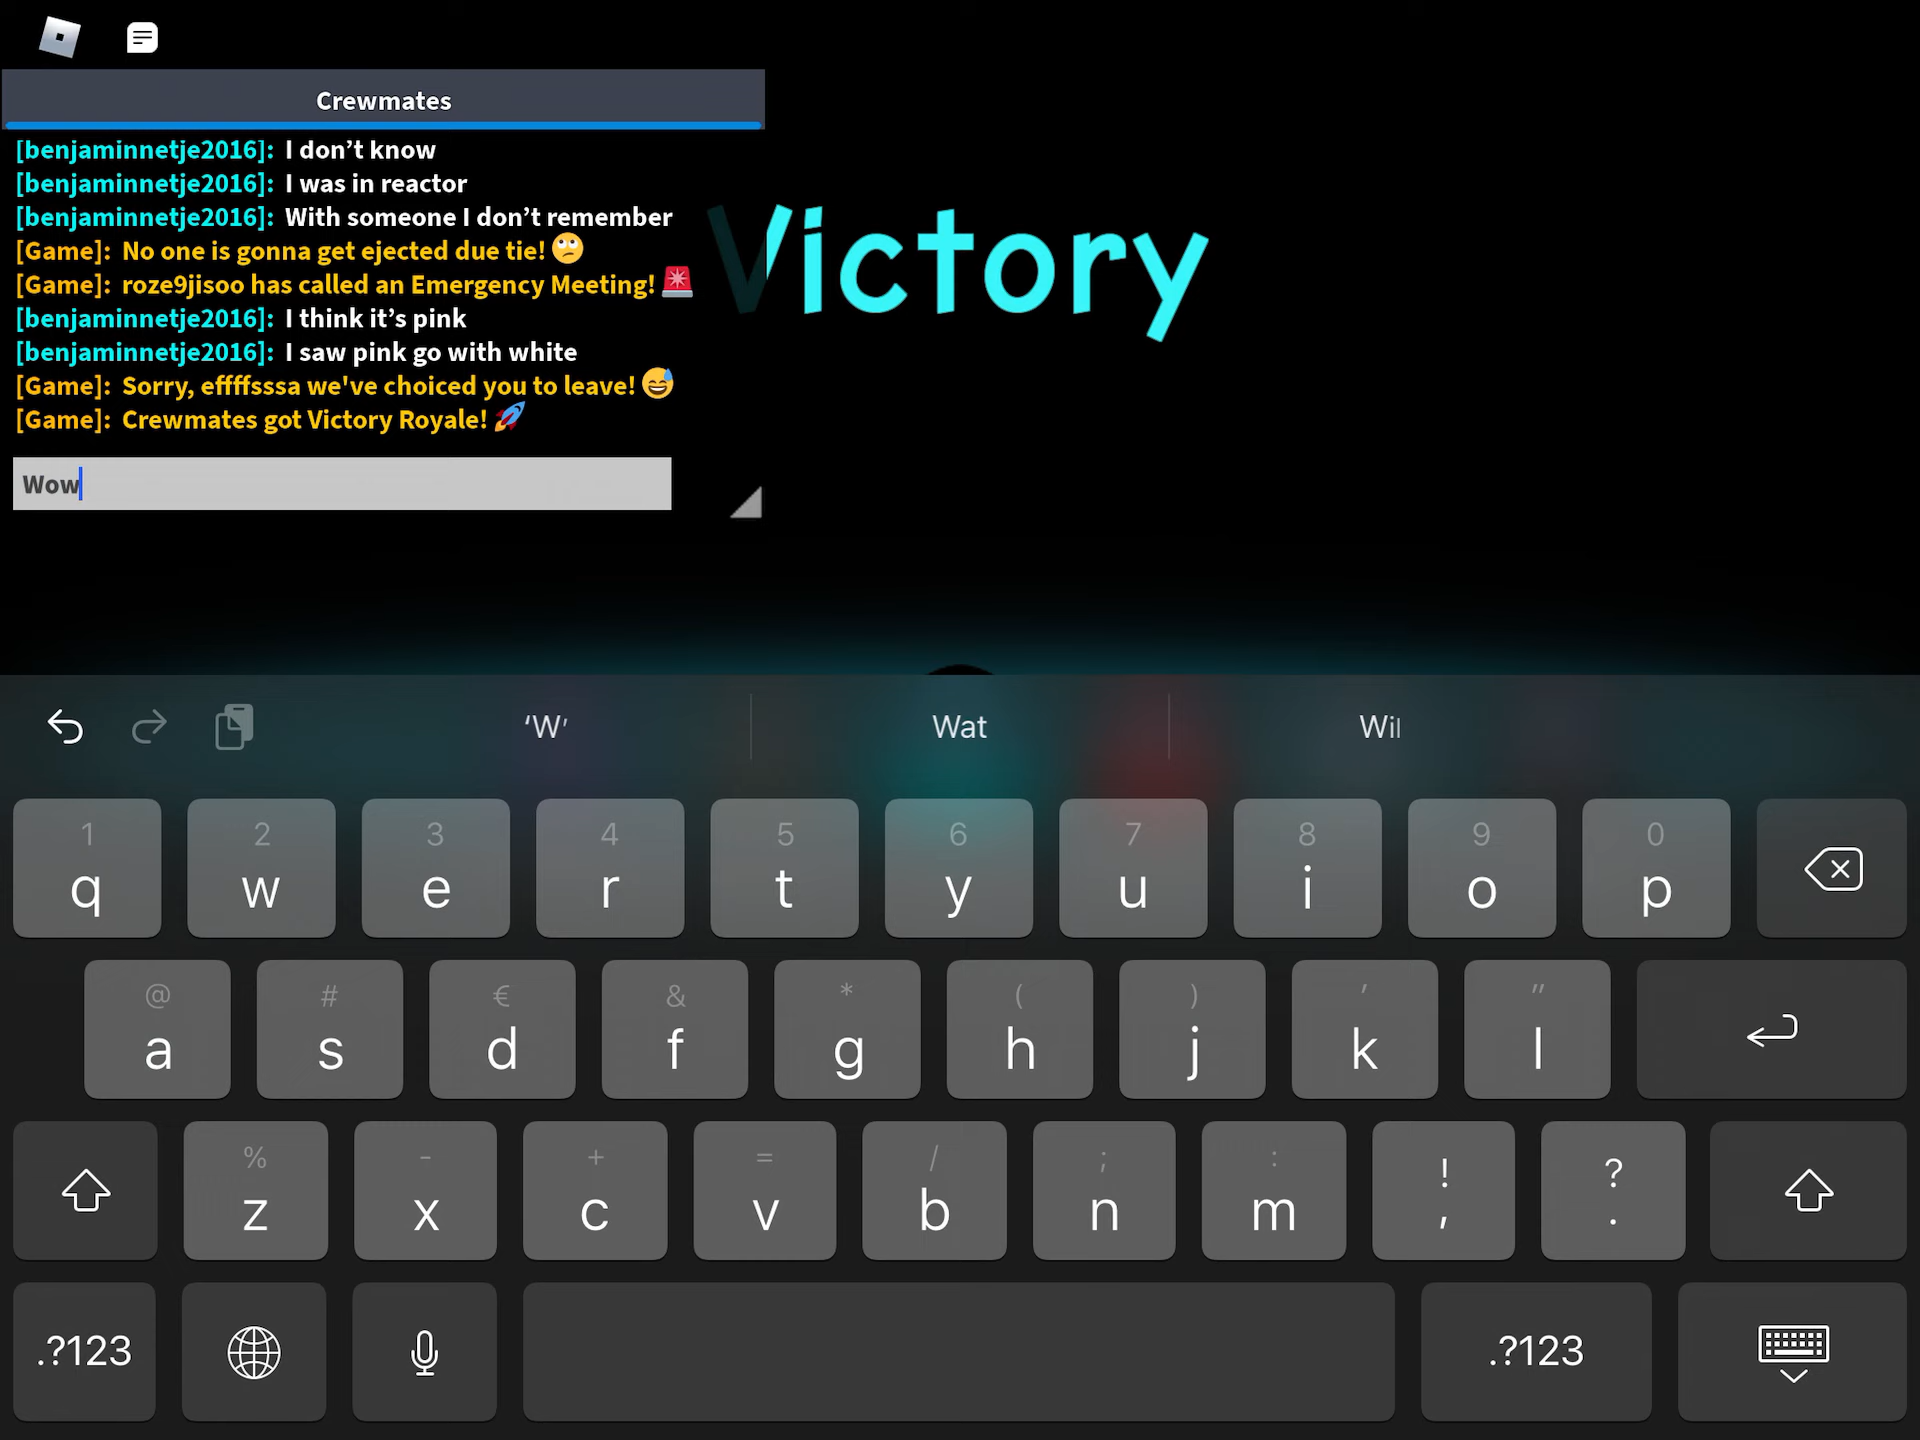 Crewmates
[benjaminnetje2016]: I don’t know
[benjaminnetje2016]: I was in reactor
[benjaminnetje2016]: With someone I don’t remember
[Game]: No one is gonna get ejected due tie! 🙄
[Game]: roze9jisoo has called an Emergency Meeting! 🚨
[benjaminnetje2016]: I think it’s pink
[benjaminnetje2016]: I saw pink go with white
[Game]: Sorry, effffsssa we've choiced you to leave! 😅
[Game]: Crewmates got Victory Royale! 🚀
Wow
Victory
‘W’ Wat Wil
1 2 3 4 5 6 7 8 9 0
q w e r t y u i o p
@ # € & * ( ) ' "
a s d f g h j k l
% - + = / ; : ! ?
z x c v b n m , .
.?123 .?123